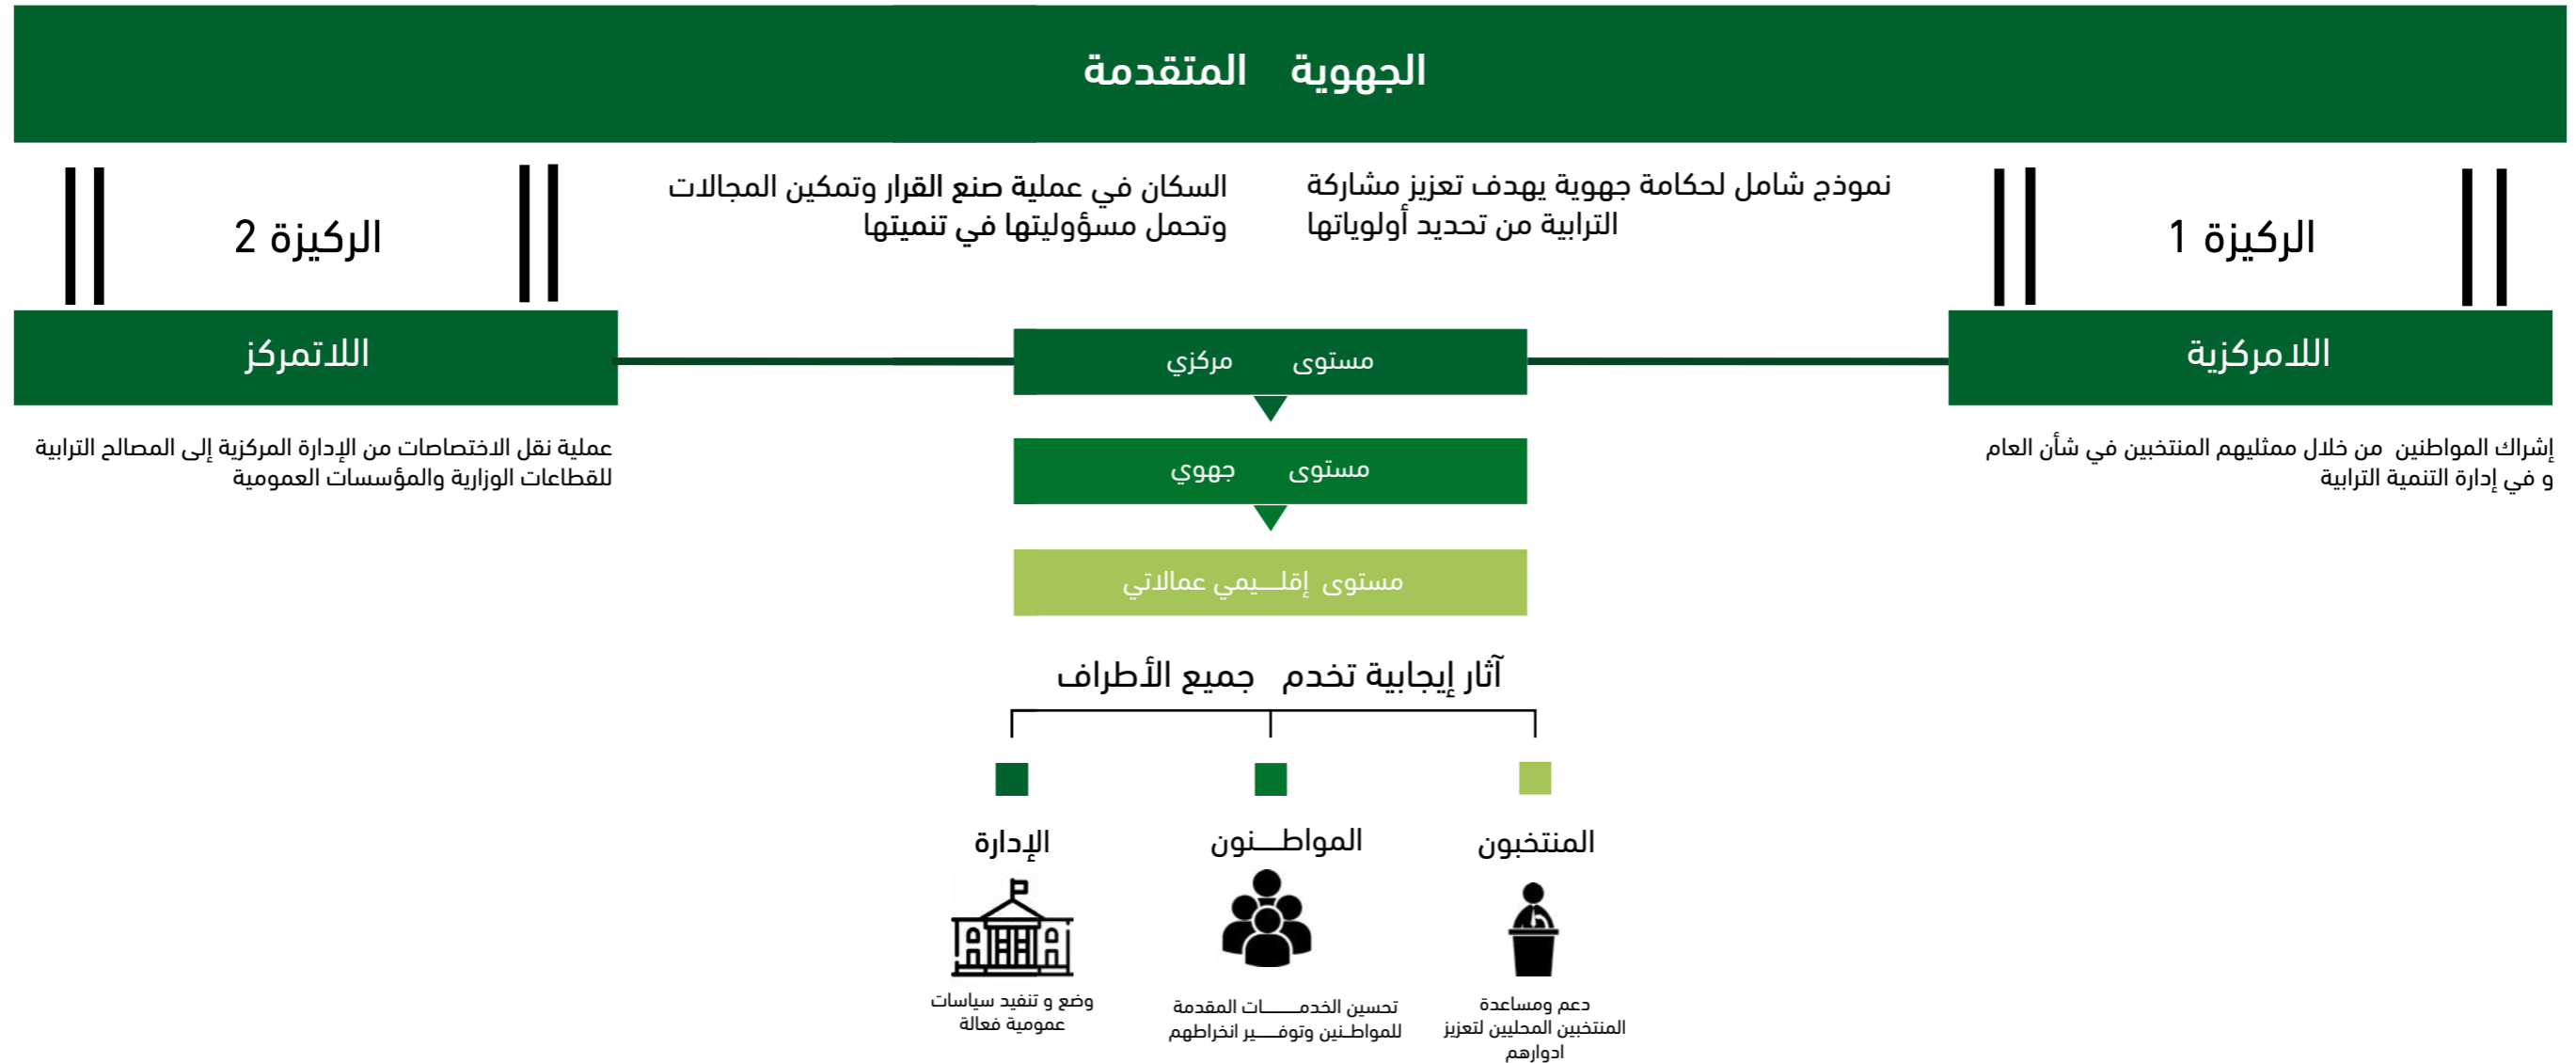 الجهوية المتقدمة
الركيزة 1
نموذج شامل لحكامة جهوية يهدف تعزيز مشاركة السكان في عملية صنع القرار وتمكين المجالات
الترابية من تحديد أولوياتها وتحمل مسؤوليتها في تنميتها
الركيزة 2
اللامركزية
مستوى مركزي
اللاتمركز
إشراك المواطنين من خلال ممثليهم المنتخبين في شأن العام
و في إدارة التنمية الترابية
مستوى جهوي
عملية نقل الاختصاصات من الإدارة المركزية إلى المصالح الترابية
للقطاعات الوزارية والمؤسسات العمومية
مستوى إقلـــيمي عمالاتي
آثار إيجابية تخدم جميع الأطراف
المنتخبون
المواطـــنون
الإدارة
دعم ومساعدة
المنتخبين المحليين لتعزيز
ادوارهم
تحسين الخدمـــــات المقدمة
للمواطـنين وتوفـــير انخراطهم
وضع و تنفيد سياسات
عمومية فعالة